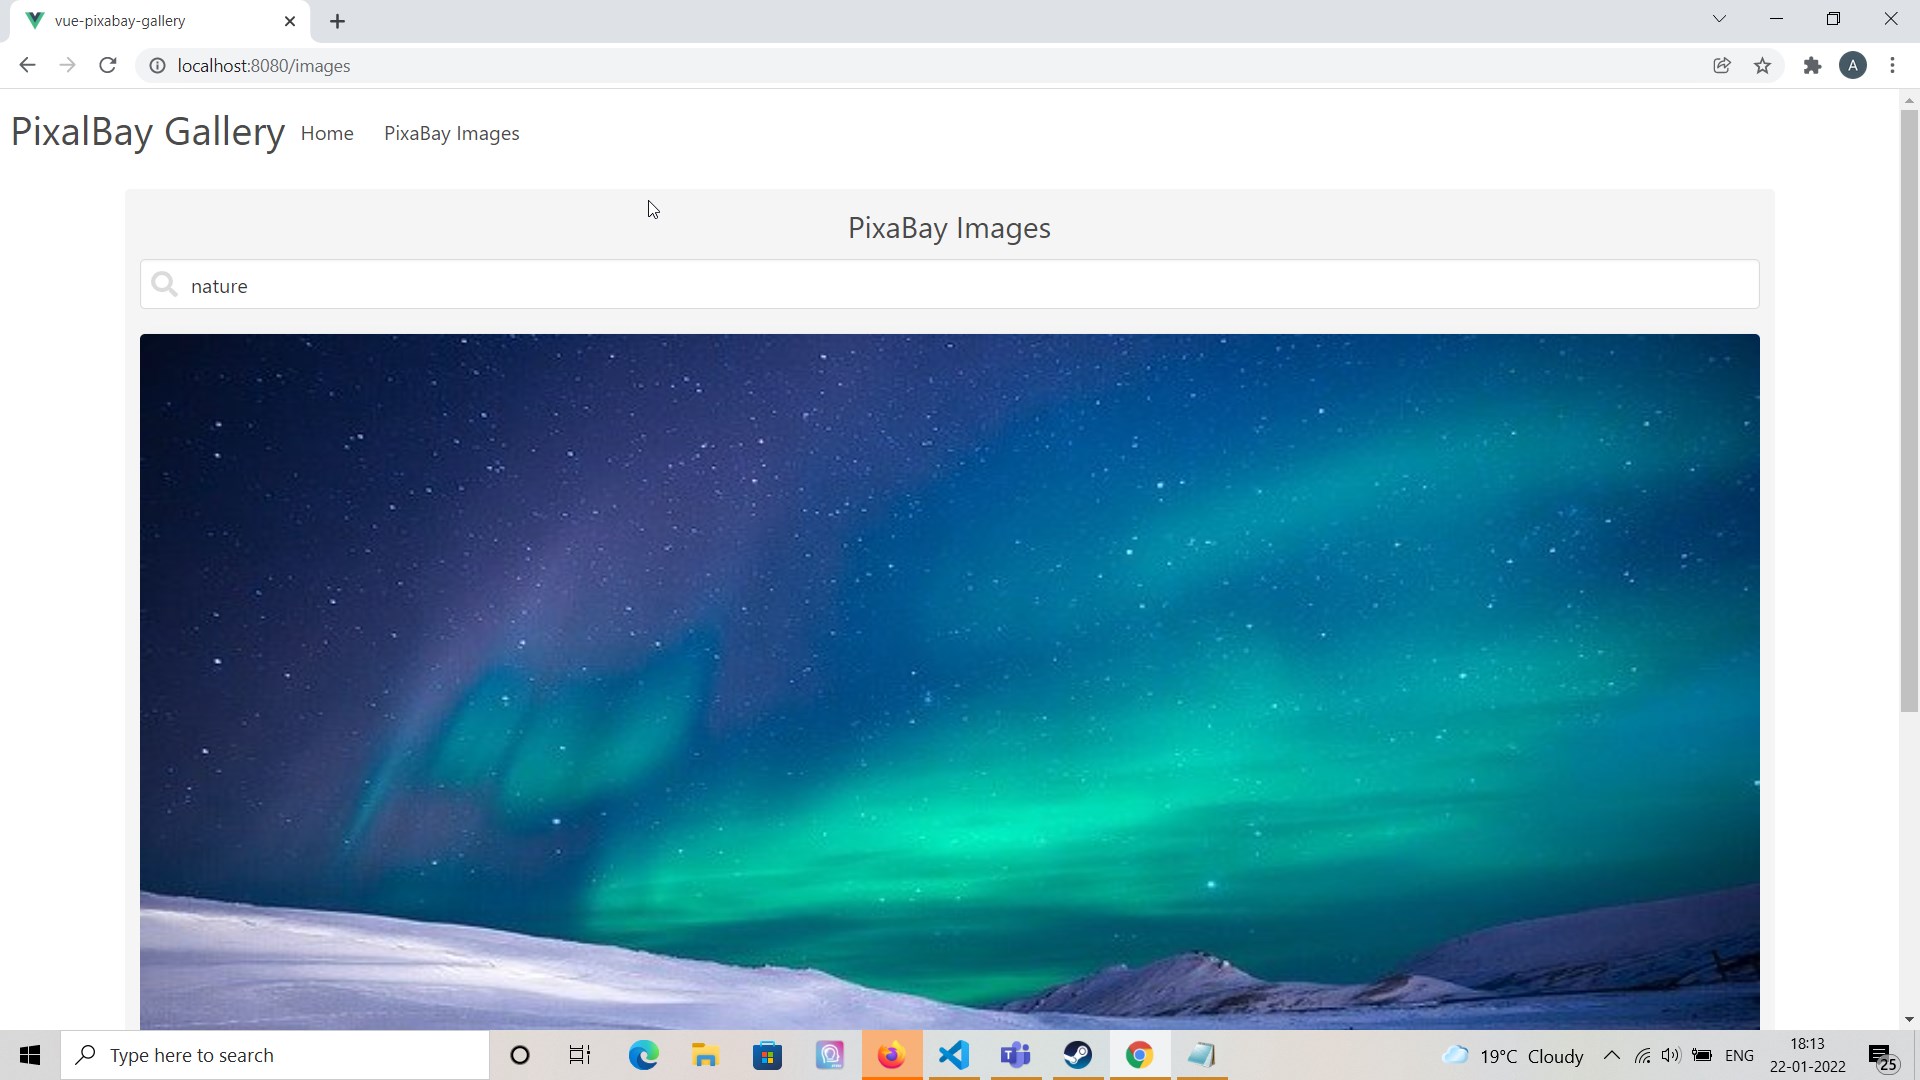 vue-pixabay-gallery
localhost:8080/images
A
PixalBay Gallery Home PixaBay Images
PixaBay Images
nature
Type here to search
19°C Cloudy
ENG
18:13
22-01-2022
25